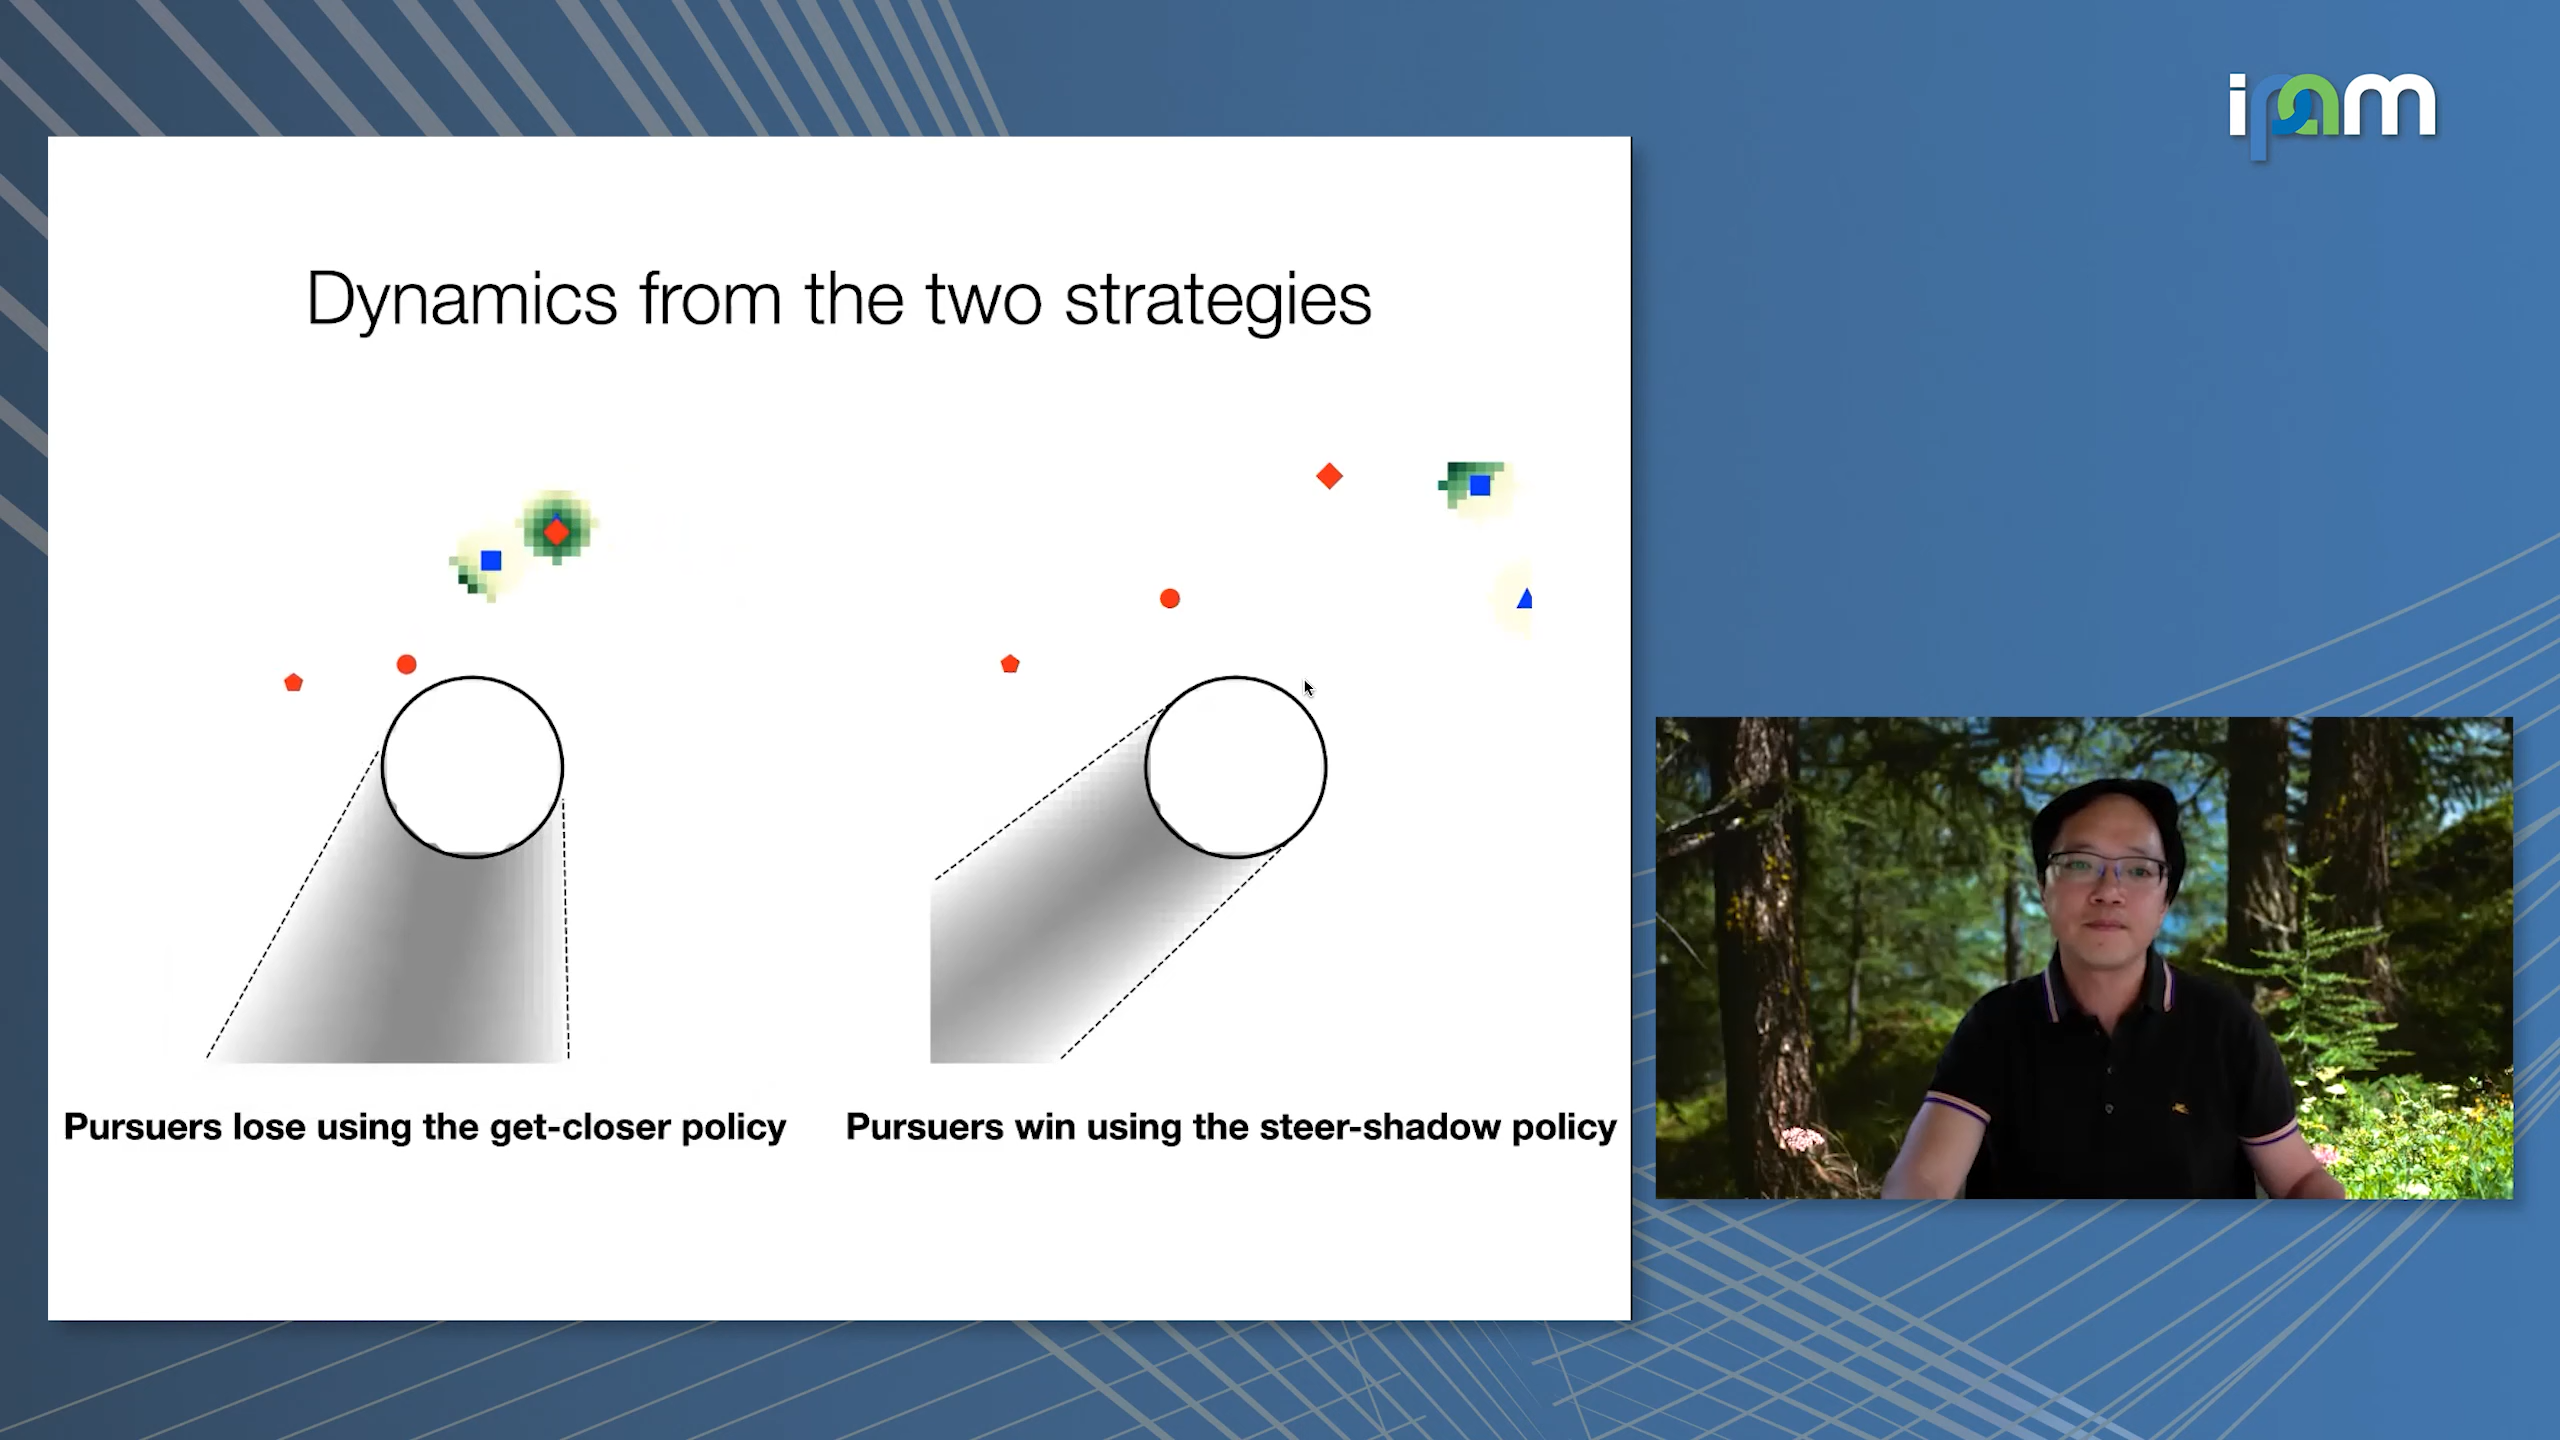 ipam
Dynamics from the two strategies
Pursuers lose using the get-closer policy
Pursuers win using the steer-shadow policy